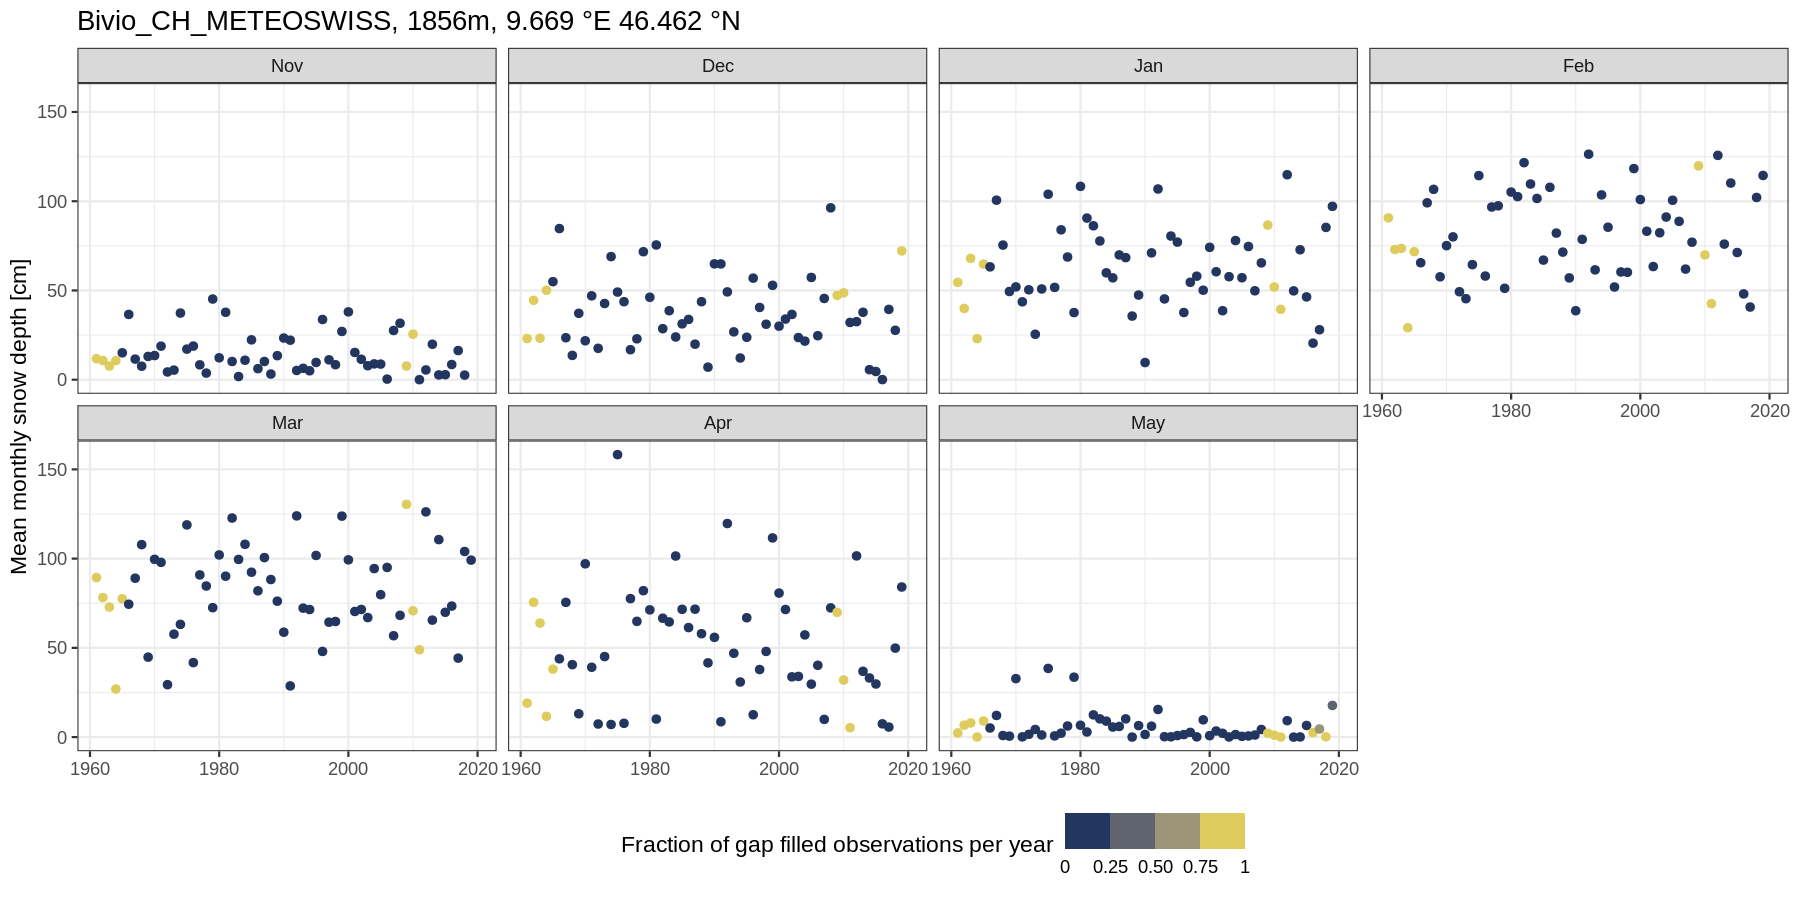 Bivio_CH_METEOSWISS, 1856m, 9.669 °E 46.462 °N
Nov
Dec
Jan
Feb
150
100
50
0
1960 1980 2000 2020
Mar
Apr
May
150
100
50
0
1960 1980 2000 2020 1960 1980 2000 2020 1960 1980 2000 2020
Mean monthly snow depth [cm]
Fraction of gap filled observations per year
0 0.25 0.50 0.75 1